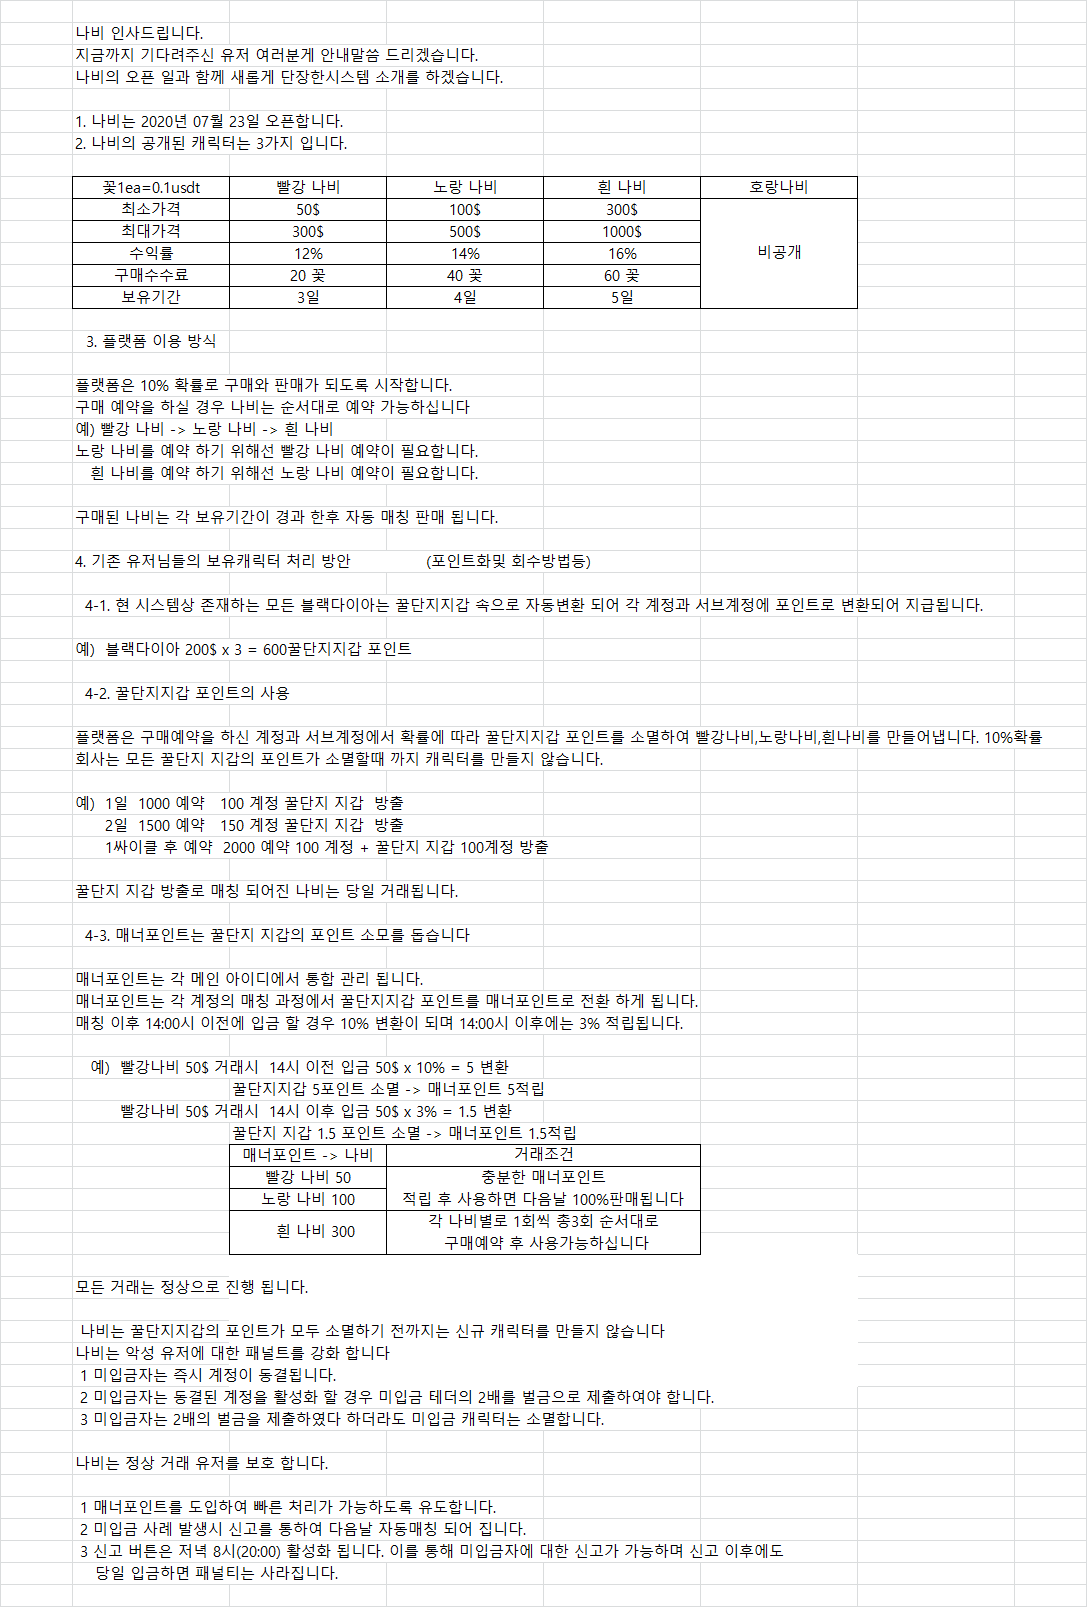 나비 인사드립니다.
지금까지 기다려주신 유저 여러분게 안내말씀 드리겠습니다.
나비의 오픈 일과 함께 새롭게 단장한시스템 소개를 하겠습니다.
1. 나비는 2020년 07월 23일 오픈합니다.
2. 나비의 공개된 캐릭터는 3가지 입니다.
꽃1ea=0.1usdt 빨강 나비 노랑 나비 흰 나비 호랑나비
최소가격 50$ 100$ 300$
최대가격 300$ 500$ 1000$
수익률 12% 14% 16% 비공개
구매수수료 20 꽃 40 꽃 60 꽃
보유기간 3일 4일 5일
3. 플랫폼 이용 방식
플랫폼은 10% 확률로 구매와 판매가 되도록 시작합니다.
구매 예약을 하실 경우 나비는 순서대로 예약 가능하십니다
예) 빨강 나비 -> 노랑 나비 -> 흰 나비
노랑 나비를 예약 하기 위해선 빨강 나비 예약이 필요합니다.
흰 나비를 예약 하기 위해선 노랑 나비 예약이 필요합니다.
구매된 나비는 각 보유기간이 경과 한후 자동 매칭 판매 됩니다.
4. 기존 유저님들의 보유캐릭터 처리 방안 (포인트화및 회수방법등)
4-1. 현 시스템상 존재하는 모든 블랙다이아는 꿀단지지갑 속으로 자동변환 되어 각 계정과 서브계정에 포인트로 변환되어 지급됩니다.
예) 블랙다이아 200$ x 3 = 600꿀단지지갑 포인트
4-2. 꿀단지지갑 포인트의 사용
플랫폼은 구매예약을 하신 계정과 서브계정에서 확률에 따라 꿀단지지갑 포인트를 소멸하여 빨강나비,노랑나비,흰나비를 만들어냅니다. 10%확률
회사는 모든 꿀단지 지갑의 포인트가 소멸할때 까지 캐릭터를 만들지 않습니다.
예) 1일 1000 예약 100 계정 꿀단지 지갑 방출
2일 1500 예약 150 계정 꿀단지 지갑 방출
1싸이클 후 예약 2000 예약 100 계정 + 꿀단지 지갑 100계정 방출
꿀단지 지갑 방출로 매칭 되어진 나비는 당일 거래됩니다.
4-3. 매너포인트는 꿀단지 지갑의 포인트 소모를 돕습니다
매너포인트는 각 메인 아이디에서 통합 관리 됩니다.
매너포인트는 각 계정의 매칭 과정에서 꿀단지지갑 포인트를 매너포인트로 전환 하게 됩니다.
매칭 이후 14:00시 이전에 입금 할 경우 10% 변환이 되며 14:00시 이후에는 3% 적립됩니다.
예) 빨강나비 50$ 거래시 14시 이전 입금 50$ x 10% = 5 변환
꿀단지지갑 5포인트 소멸 -> 매너포인트 5적립
빨강나비 50$ 거래시 14시 이후 입금 50$ x 3% = 1.5 변환
꿀단지 지갑 1.5 포인트 소멸 -> 매너포인트 1.5적립
매너포인트 -> 나비 거래조건
빨강 나비 50 충분한 매너포인트
노랑 나비 100 적립 후 사용하면 다음날 100%판매됩니다
흰 나비 300 각 나비별로 1회씩 총3회 순서대로
구매예약 후 사용가능하십니다
모든 거래는 정상으로 진행 됩니다.
나비는 꿀단지지갑의 포인트가 모두 소멸하기 전까지는 신규 캐릭터를 만들지 않습니다
나비는 악성 유저에 대한 패널트를 강화 합니다
1 미입금자는 즉시 계정이 동결됩니다.
2 미입금자는 동결된 계정을 활성화 할 경우 미입금 테더의 2배를 벌금으로 제출하여야 합니다.
3 미입금자는 2배의 벌금을 제출하였다 하더라도 미입금 캐릭터는 소멸합니다.
나비는 정상 거래 유저를 보호 합니다.
1 매너포인트를 도입하여 빠른 처리가 가능하도록 유도합니다.
2 미입금 사례 발생시 신고를 통하여 다음날 자동매칭 되어 집니다.
3 신고 버튼은 저녁 8시(20:00) 활성화 됩니다. 이를 통해 미입금자에 대한 신고가 가능하며 신고 이후에도
당일 입금하면 패널티는 사라집니다.